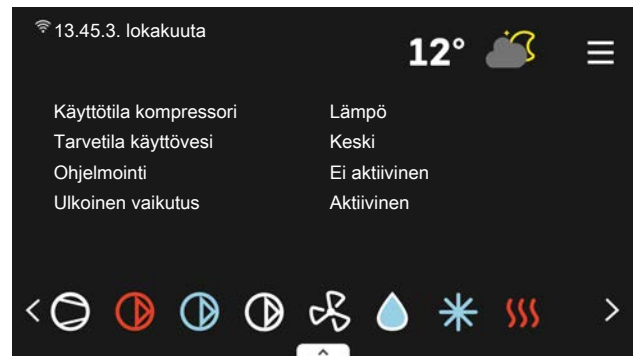 13.45.3. lokakuuta
12°
Käyttötila kompressori Lämpö
Tarvetila käyttövesi Keski
Ohjelmointi Ei aktiivinen
Ulkoinen vaikutus Aktiivinen